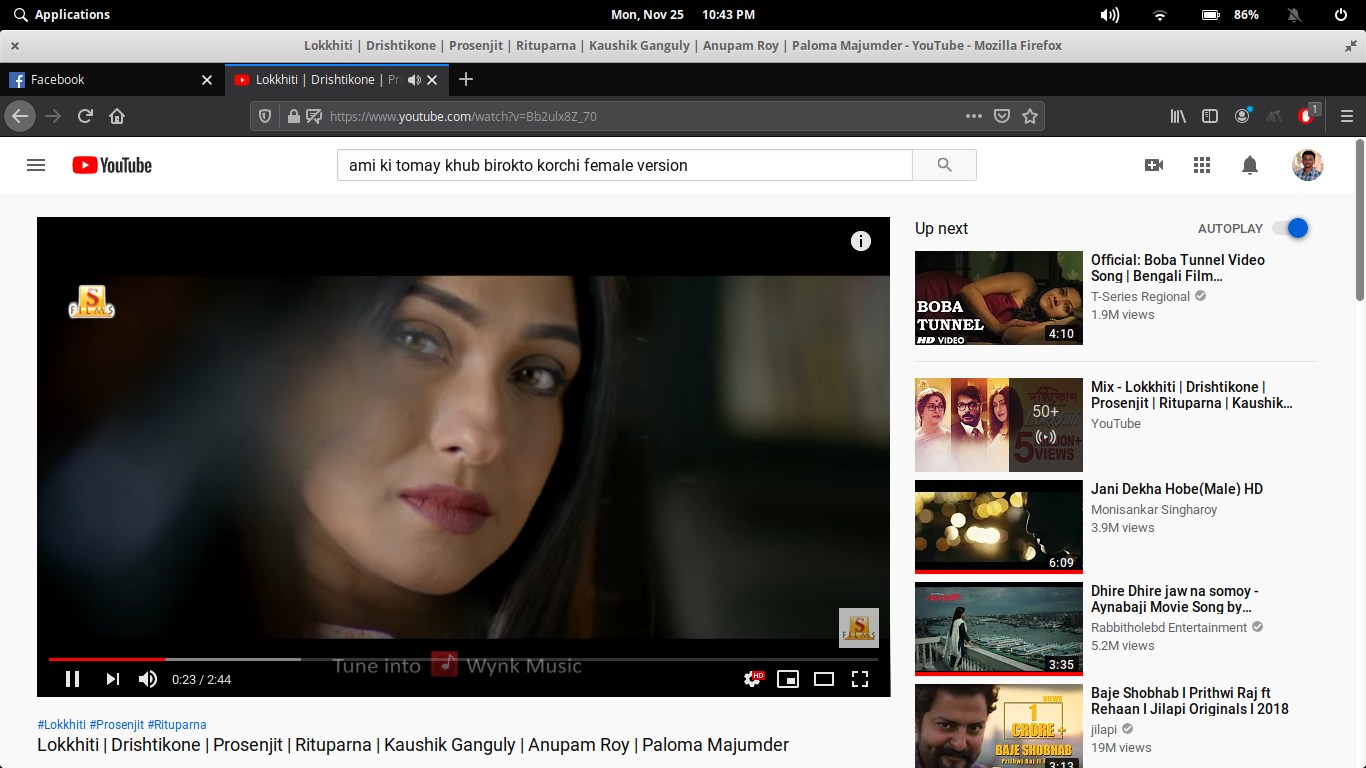 Applications
Mon, Nov 25 10:43 PM
86%
Lokkhiti | Drishtikone | Prosenjit | Rituparna | Kaushik Ganguly | Anupam Roy | Paloma Majumder - YouTube - Mozilla Firefox
Facebook
Lokkhiti | Drishtikone | Pr
1
https://www.youtube.com/watch?v=Bb2ulx8Z_70
YouTube
ami ki tomay khub birokto korchi female version
S
FILMS
S
FILMS
Tune into Wynk Music
0:23 / 2:44
HD
#Lokkhiti #Prosenjit #Rituparna
Lokkhiti | Drishtikone | Prosenjit | Rituparna | Kaushik Ganguly | Anupam Roy | Paloma Majumder
Up next
AUTOPLAY
BOBA
TUNNEL
HD VIDEO
4:10
Official: Boba Tunnel Video
Song | Bengali Film...
T-Series Regional
1.9M views
50+
5
VIEWS
Mix - Lokkhiti | Drishtikone |
Prosenjit | Rituparna | Kaushik...
YouTube
6:09
Jani Dekha Hobe(Male) HD
Monisankar Singharoy
3.9M views
3:35
Dhire Dhire jaw na somoy -
Aynabaji Movie Song by...
Rabbitholebd Entertainment
5.2M views
VIEWS
1
CRORE+
BAJE SHOBHAB
3:13
Baje Shobhab I Prithwi Raj ft
Rehaan I Jilapi Originals I 2018
jilapi
19M views